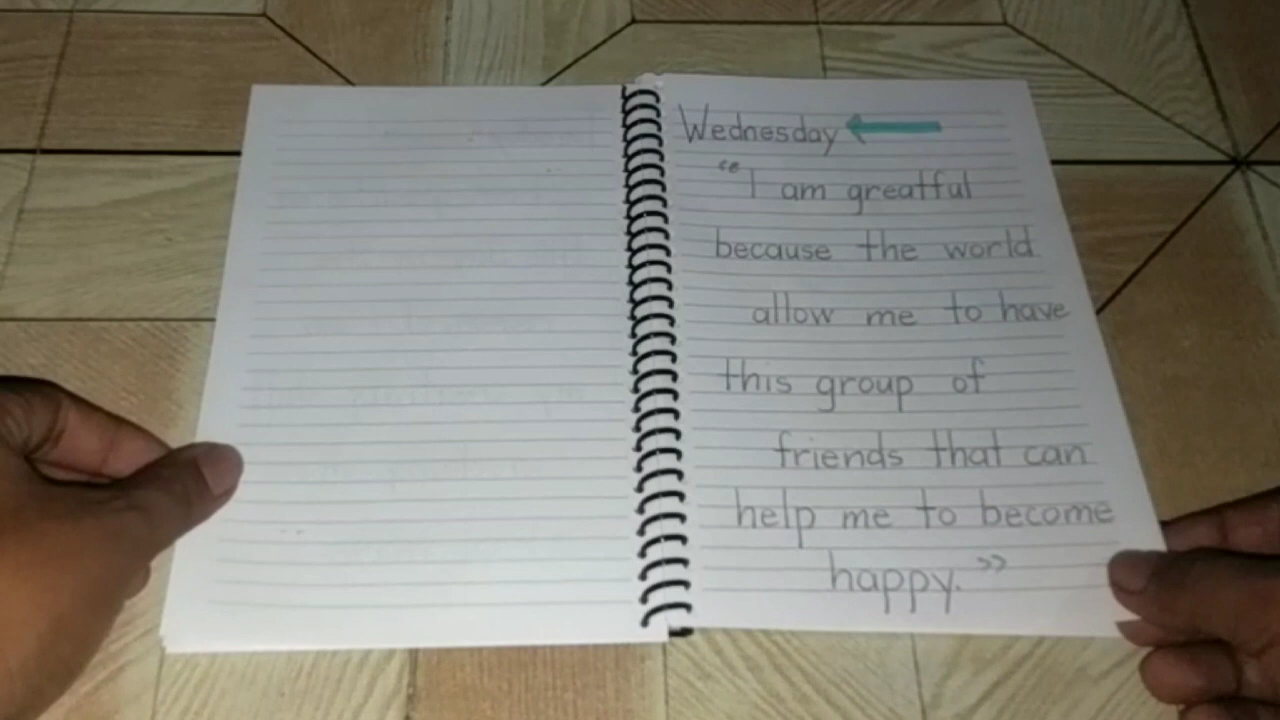 Wednesday
"I am greatful
because the world
allow me to have
this group of
friends that can
help me to become
happy."